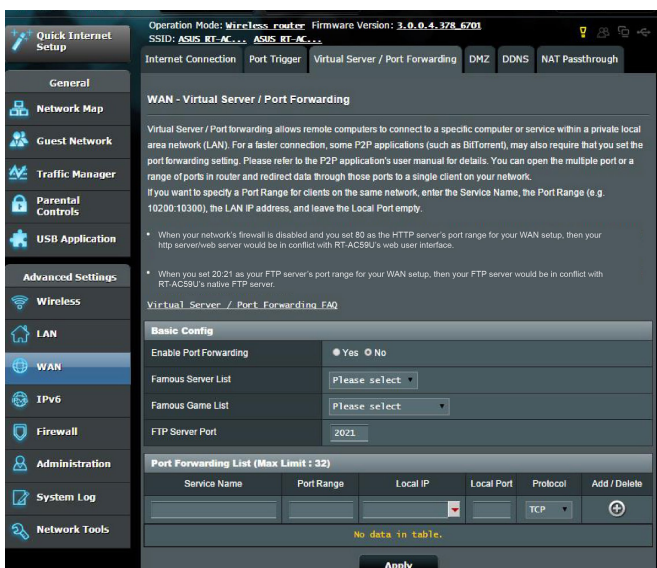 Quick Internet
Setup
General
Network Map
Guest Network
Traffic Manager
Parental
Controls
USB Application
Advanced Settings
Wireless
LAN
WAN
IPv6
Firewall
Administration
System Log
Network Tools
Operation Mode: Wireless router Firmware Version: 3.0.0.4.378_6701
SSID: ASUS RT-AC... ASUS RT-AC...
Internet Connection Port Trigger Virtual Server / Port Forwarding DMZ DDNS NAT Passthrough
WAN - Virtual Server / Port Forwarding
Virtual Server / Port forwarding allows remote computers to connect to a specific computer or service within a private local
area network (LAN). For a faster connection, some P2P applications (such as BitTorrent), may also require that you set the
port forwarding setting. Please refer to the P2P application's user manual for details. You can open the multiple port or a
range of ports in router and redirect data through those ports to a single client on your network.
If you want to specify a Port Range for clients on the same network, enter the Service Name, the Port Range (e.g.
10200:10300), the LAN IP address, and leave the Local Port empty.
• When your network's firewall is disabled and you set 80 as the HTTP server's port range for your WAN setup, then your
http server/web server would be in conflict with RT-AC59U's web user interface.
• When you set 20:21 as your FTP server's port range for your WAN setup, then your FTP server would be in conflict with
RT-AC59U's native FTP server.
Virtual Server / Port Forwarding FAQ
Basic Config
Enable Port Forwarding Yes No
Famous Server List Please select
Famous Game List Please select
FTP Server Port 2021
Port Forwarding List (Max Limit : 32)
Service Name Port Range Local IP Local Port Protocol Add / Delete
TCP
No data in table.
Apply